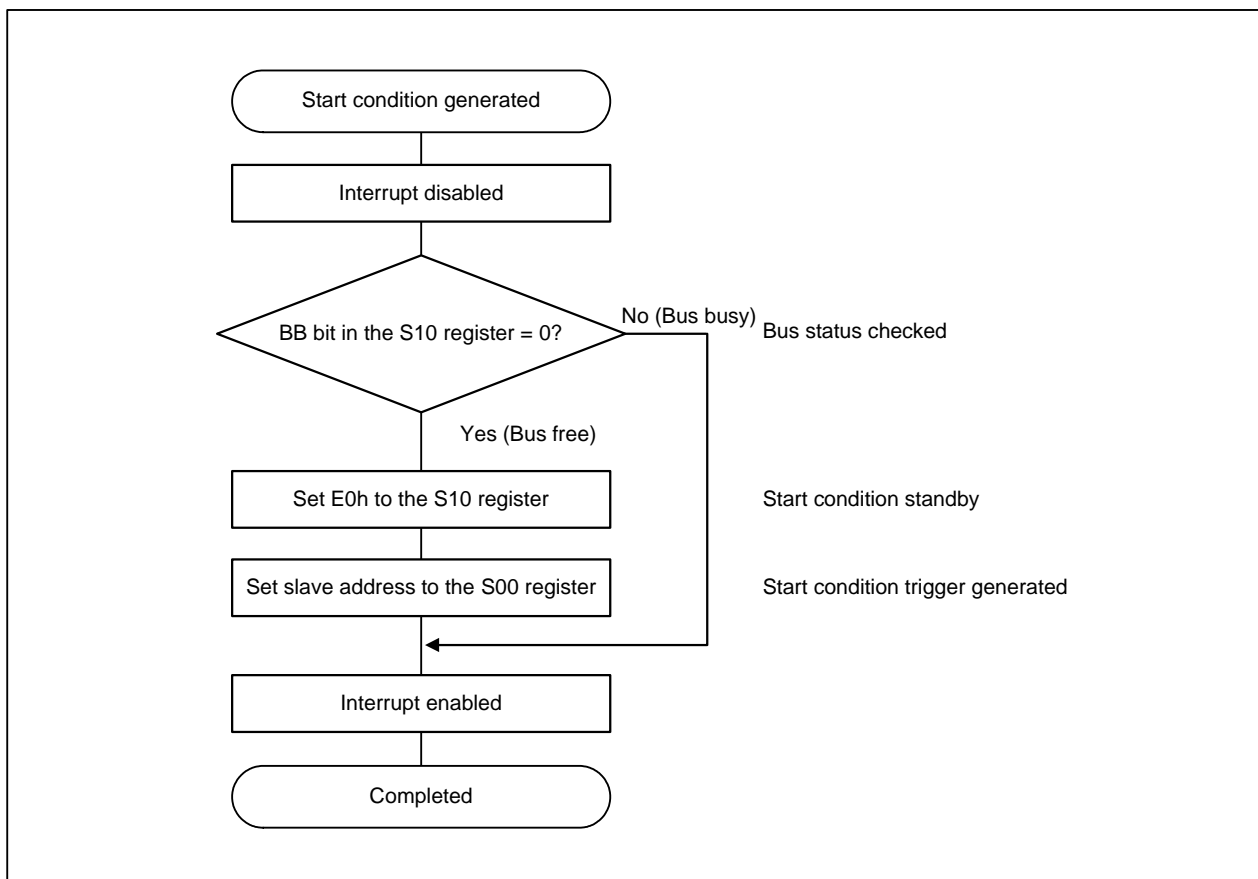 Start condition generated
Interrupt disabled
No (Bus busy)
BB bit in the S10 register = 0?
Bus status checked
Yes (Bus free)
Set E0h to the S10 register
Start condition standby
Set slave address to the S00 register
Start condition trigger generated
Interrupt enabled
Completed